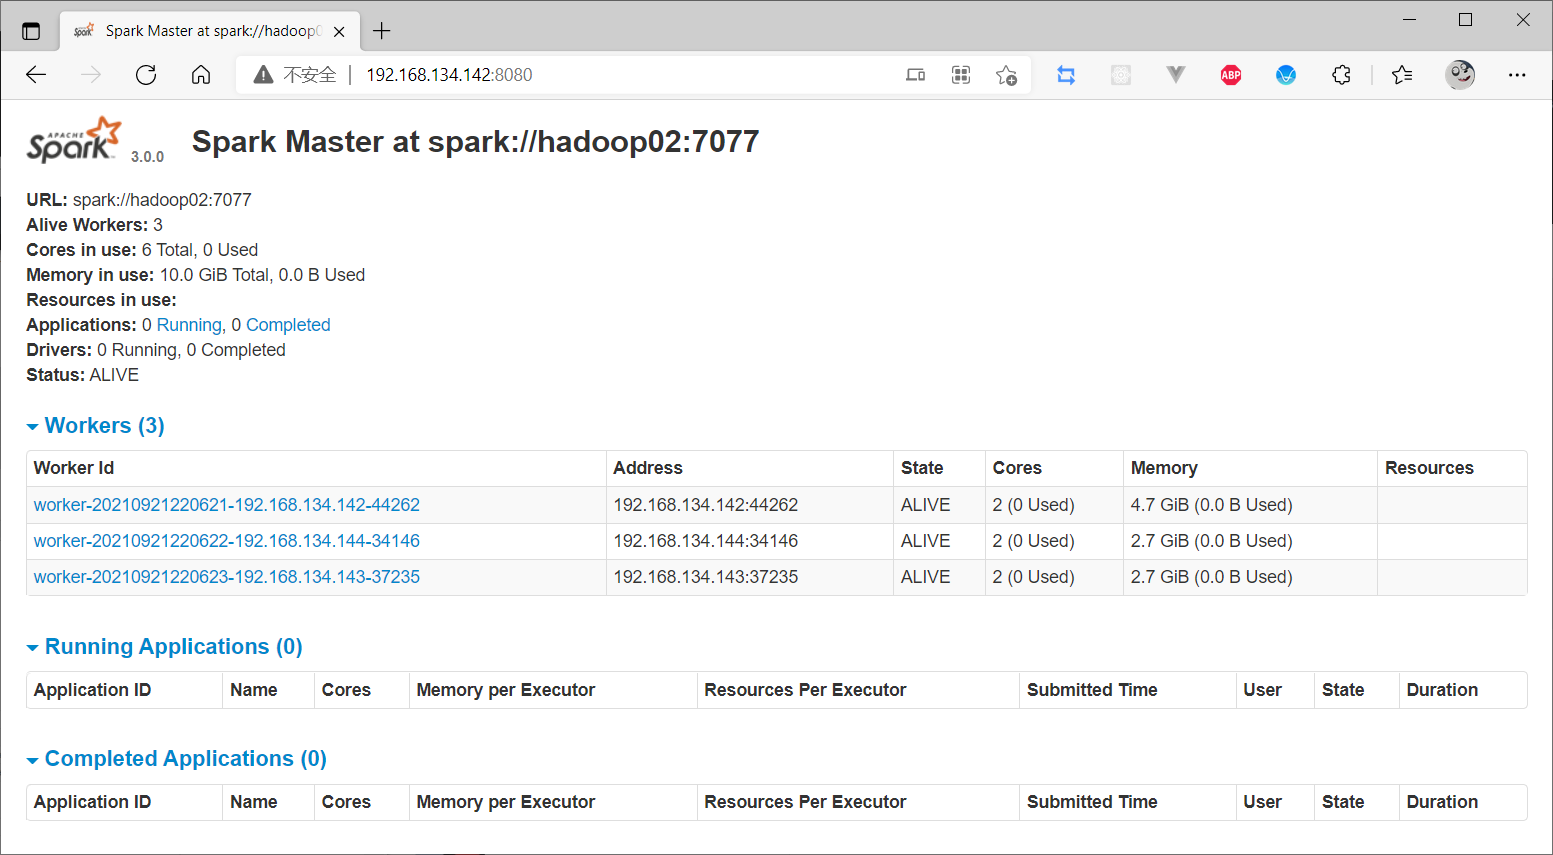 Spark Master at spark://hadoop0
不安全 | 192.168.134.142:8080
ABP
APACHE Spark 3.0.0 Spark Master at spark://hadoop02:7077
URL: spark://hadoop02:7077
Alive Workers: 3
Cores in use: 6 Total, 0 Used
Memory in use: 10.0 GiB Total, 0.0 B Used
Resources in use:
Applications: 0 Running, 0 Completed
Drivers: 0 Running, 0 Completed
Status: ALIVE
Workers (3)
Worker Id Address State Cores Memory Resources
worker-20210921220621-192.168.134.142-44262 192.168.134.142:44262 ALIVE 2 (0 Used) 4.7 GiB (0.0 B Used)
worker-20210921220622-192.168.134.144-34146 192.168.134.144:34146 ALIVE 2 (0 Used) 2.7 GiB (0.0 B Used)
worker-20210921220623-192.168.134.143-37235 192.168.134.143:37235 ALIVE 2 (0 Used) 2.7 GiB (0.0 B Used)
Running Applications (0)
Application ID Name Cores Memory per Executor Resources Per Executor Submitted Time User State Duration
Completed Applications (0)
Application ID Name Cores Memory per Executor Resources Per Executor Submitted Time User State Duration